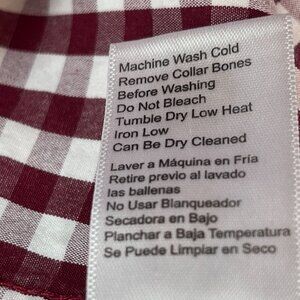 Machine Wash Cold
Remove Collar Bones
Before Washing
Do Not Bleach
Tumble Dry Low Heat
Iron Low
Can Be Dry Cleaned
Laver a Máquina en Fría
Retire previo al lavado
las ballenas
No Usar Blanqueador
Secadora en Bajo
Planchar a Baja Temperatura
Se Puede Limpiar en Seco